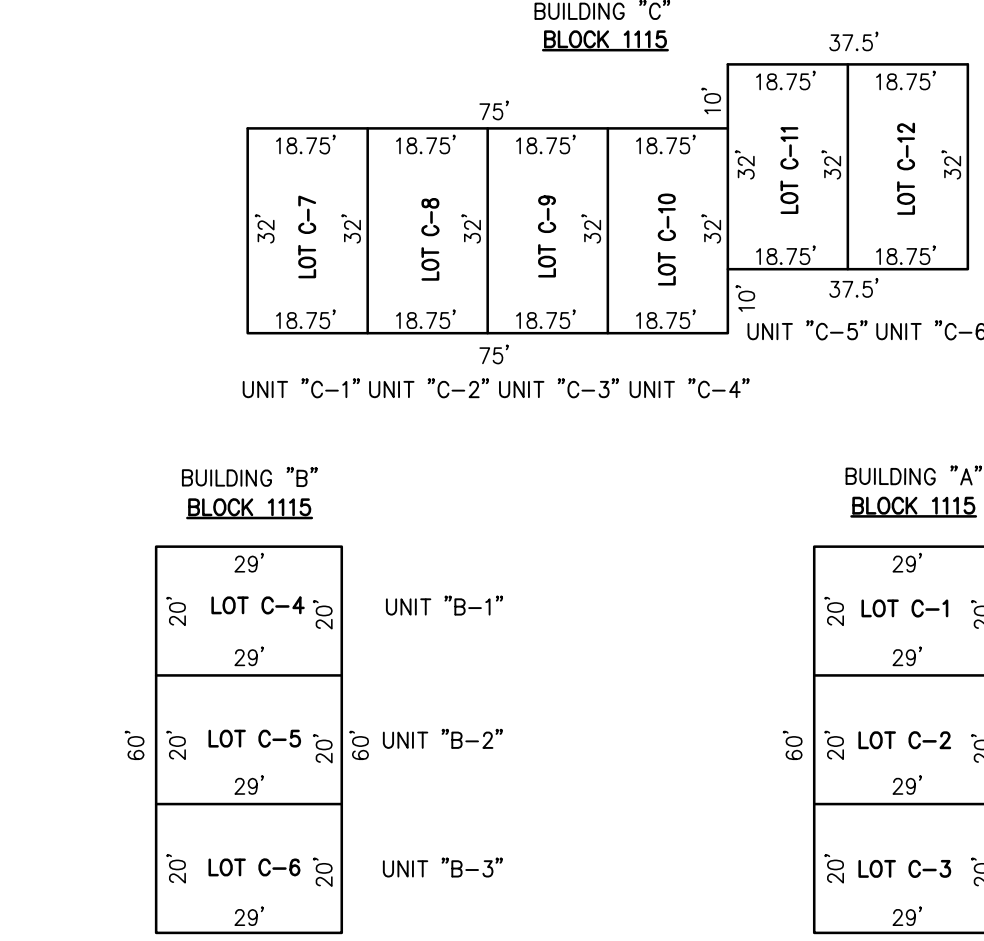 BUILDING "C"
BLOCK 1115
37.5'
75'
10'
18.75' 18.75'
18.75' 18.75' 18.75' 18.75'
32' LOT C-7 32' LOT C-8 32' LOT C-9 32' LOT C-10 32'
32' LOT C-11 32' LOT C-12 32'
18.75' 18.75'
18.75' 18.75' 18.75' 18.75'
10'
37.5'
75'
UNIT "C-5" UNIT "C-6
UNIT "C-1" UNIT "C-2" UNIT "C-3" UNIT "C-4"
BUILDING "B"
BLOCK 1115
29'
20' LOT C-4 20' UNIT "B-1"
29'
60' 20' LOT C-5 20' 60' UNIT "B-2"
29'
20' LOT C-6 20' UNIT "B-3"
29'
BUILDING "A"
BLOCK 1115
29'
20' LOT C-1 20'
29'
60' 20' LOT C-2 20'
29'
20' LOT C-3 20'
29'